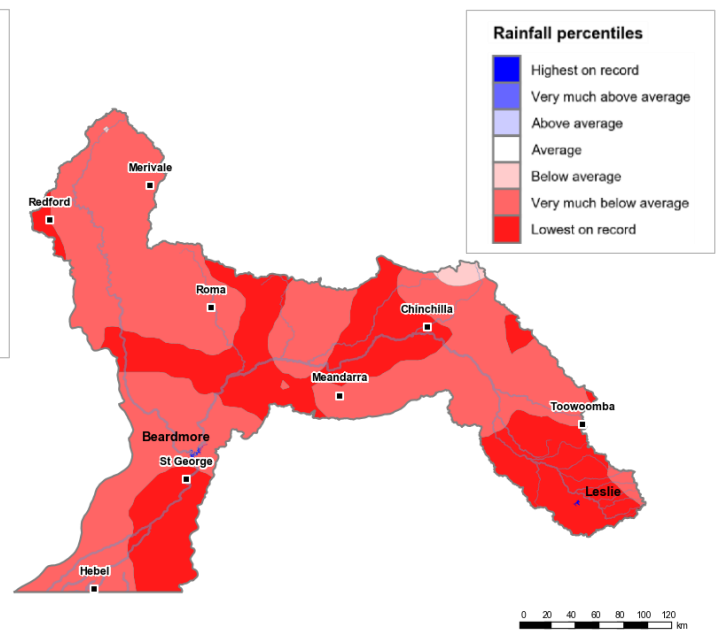 Rainfall percentiles
Highest on record
Very much above average
Above average
Average
Below average
Very much below average
Lowest on record
Merivale
Redford
Roma
Chinchilla
Meandarra
Toowoomba
Beardmore
St George
Leslie
Hebel
0 20 40 60 80 100 120
km